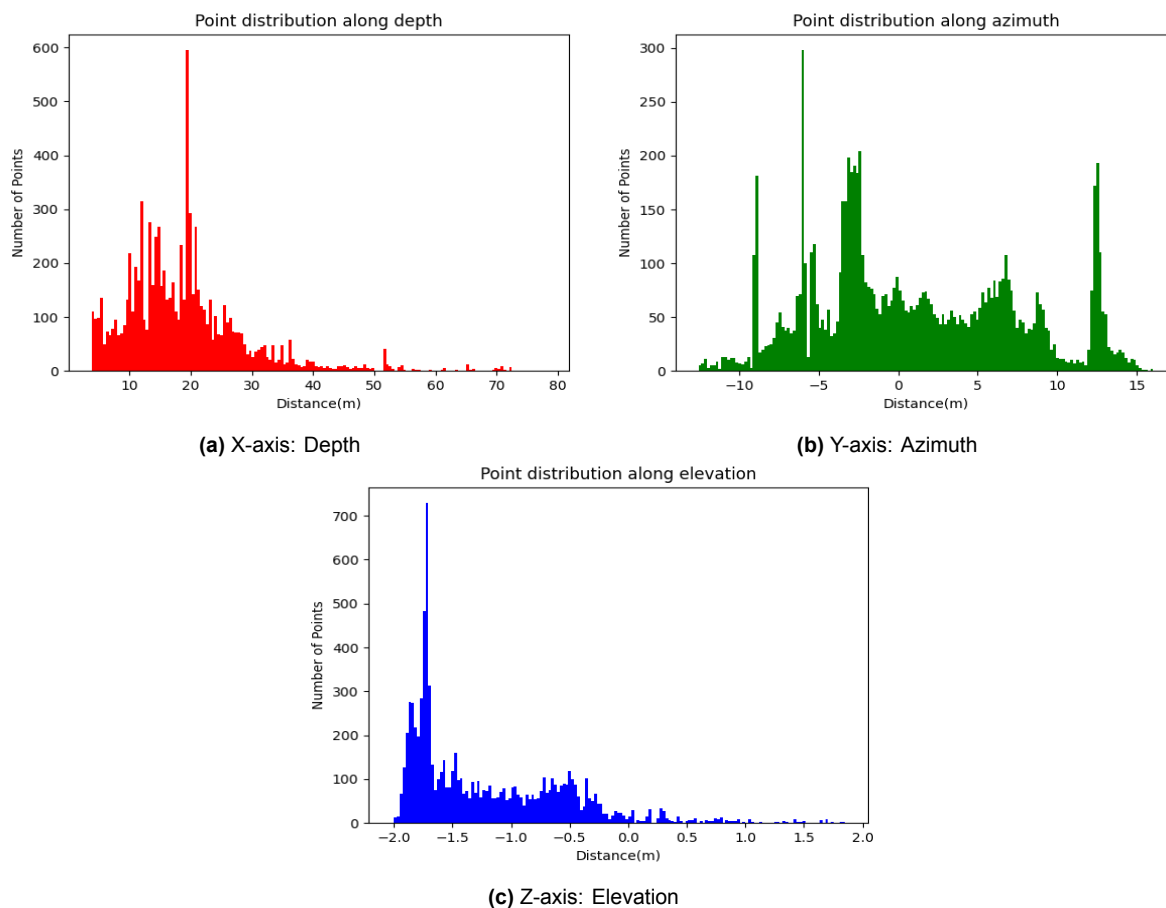 Point distribution along depth
Number of Points
600
500
400
300
200
100
0
10 20 30 40 50 60 70 80
Distance(m)
(a) X-axis: Depth
Point distribution along azimuth
Number of Points
300
250
200
150
100
50
0
−10 −5 0 5 10 15
Distance(m)
(b) Y-axis: Azimuth
Point distribution along elevation
Number of Points
700
600
500
400
300
200
100
0
−2.0 −1.5 −1.0 −0.5 0.0 0.5 1.0 1.5 2.0
Distance(m)
(c) Z-axis: Elevation